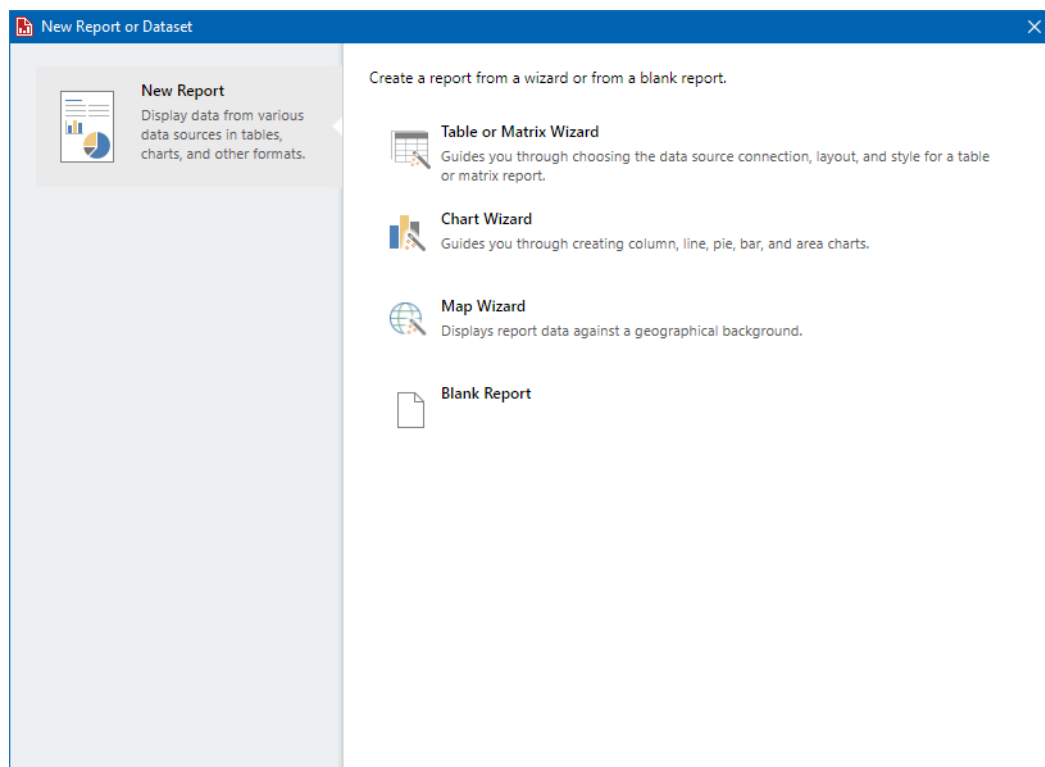 New Report or Dataset
New Report
Display data from various
data sources in tables,
charts, and other formats.
Create a report from a wizard or from a blank report.
Table or Matrix Wizard
Guides you through choosing the data source connection, layout, and style for a table
or matrix report.
Chart Wizard
Guides you through creating column, line, pie, bar, and area charts.
Map Wizard
Displays report data against a geographical background.
Blank Report